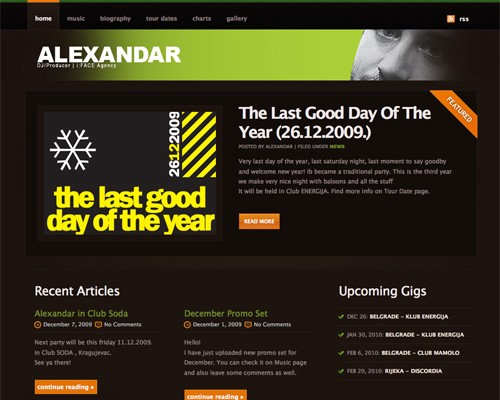 home music biography tour dates charts gallery rss
ALEXANDAR
DJ/Producer | i:FACE Agency
FEATURED
26122009
the last good
day of the year
The Last Good Day Of The
Year (26.12.2009.)
POSTED BY ALEXANDAR | FILED UNDER NEWS
Very last day of the year, last saturday night, last moment to say goodby
and welcome new year! Ib became a traditional party. This is the third year
we make very nice night with baloons and all the stuff
It will be held in Club ENERGIJA. Find more info on Tour Date page.
READ MORE
Recent Articles
Alexandar in Club Soda
December 7, 2009 No Comments
Next party will be this friday 11.12.2009.
in Club SODA , Kragujevac.
See ya there!
continue reading »
December Promo Set
December 1, 2009 No Comments
Hello!
I have just uploaded new promo set for
December. You can check it on Music page
and also leave some comments as well.
continue reading »
Upcoming Gigs
DEC 26: BELGRADE – KLUB ENERGIJA
JAN 30, 2010: BELGRADE – KLUB ENERGIJA
FEB 6, 2010: BELGRADE – CLUB MAMOLO
FEB 20, 2010: RIJEKA – DISCORDIA